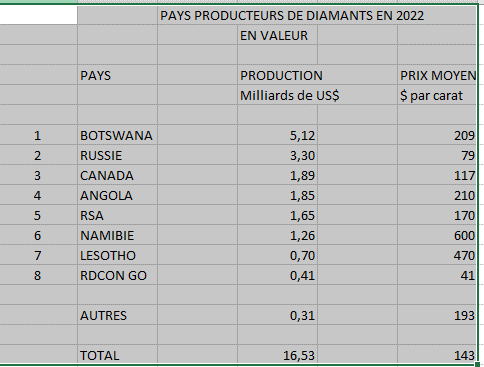 PAYS PRODUCTEURS DE DIAMANTS EN 2022
EN VALEUR
PAYS PRODUCTION PRIX MOYEN
Milliards de US$ $ par carat
1 BOTSWANA 5,12 209
2 RUSSIE 3,30 79
3 CANADA 1,89 117
4 ANGOLA 1,85 210
5 RSA 1,65 170
6 NAMIBIE 1,26 600
7 LESOTHO 0,70 470
8 RDCON GO 0,41 41
AUTRES 0,31 193
TOTAL 16,53 143